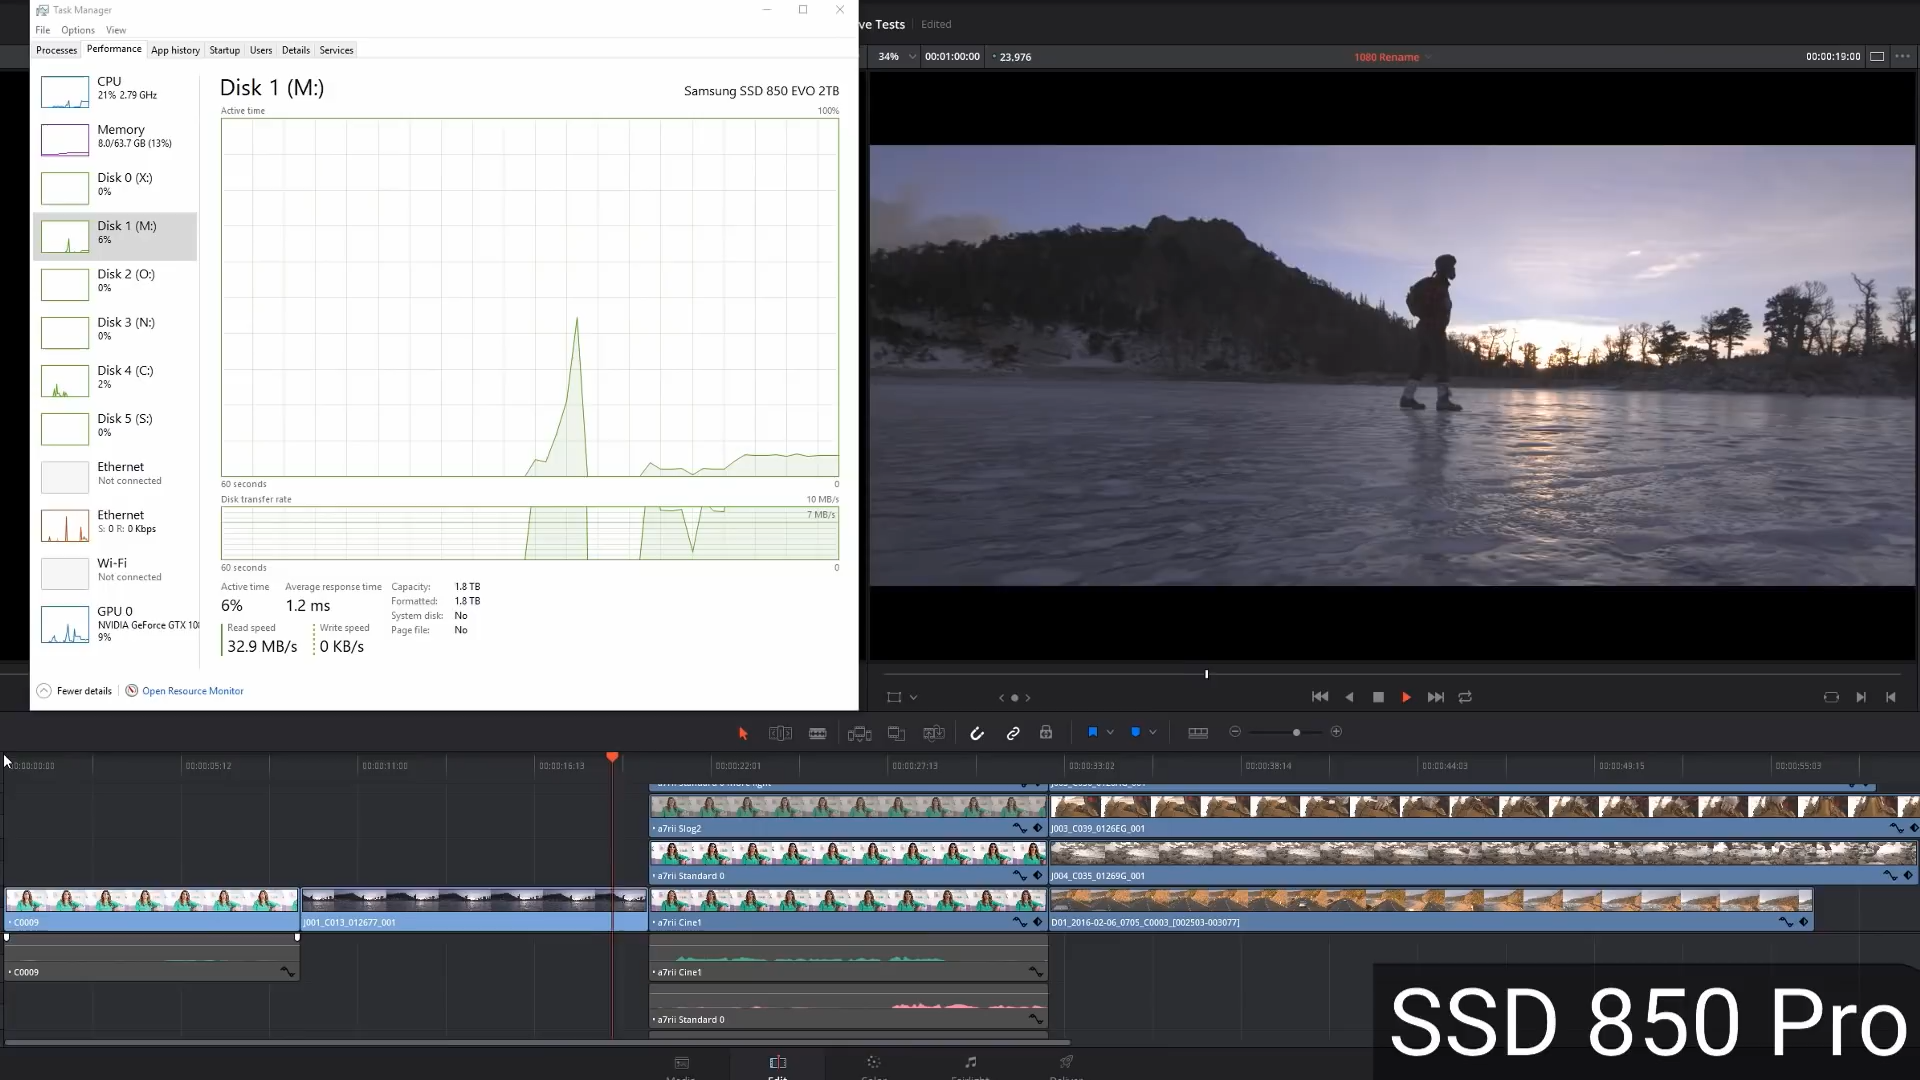 Task Manager
File Options View
Processes Performance App history Startup Users Details Services
CPU
21% 2.79 GHz
Memory
8.0/63.7 GB (13%)
Disk 0 (X:)
0%
Disk 1 (M:)
6%
Disk 2 (O:)
0%
Disk 3 (N:)
0%
Disk 4 (C:)
2%
Disk 5 (S:)
0%
Ethernet
Not connected
Ethernet
S: 0 R: 0 Kbps
Wi-Fi
Not connected
GPU 0
NVIDIA GeForce GTX 10
9%
Disk 1 (M:)
Samsung SSD 850 EVO 2TB
Active time 100%
60 seconds 0
Disk transfer rate 10 MB/s
7 MB/s
60 seconds 0
Active time
6%
Average response time
1.2 ms
Read speed
32.9 MB/s
Write speed
0 KB/s
Capacity: 1.8 TB
Formatted: 1.8 TB
System disk: No
Page file: No
Fewer details Open Resource Monitor
ve Tests Edited
34% 00:01:00:00 23.976 1080 Rename 00:00:19:00
00:00:00:00 00:00:05:12 00:00:11:00 00:00:16:13 00:00:22:01 00:00:27:13 00:00:33:02 00:00:38:14 00:00:44:03 00:00:49:15 00:00:55:03
• a7rii Slog2 J003_C039_0126EG_001
• a7rii Standard 0 J004_C035_01269G_001
• C0009 J001_C013_012677_001 • a7rii Cine1 D01_2016-02-06_0705_C0003_[002503-003077]
• C0009 • a7rii Cine1
• a7rii Standard 0
SSD 850 Pro
Edit